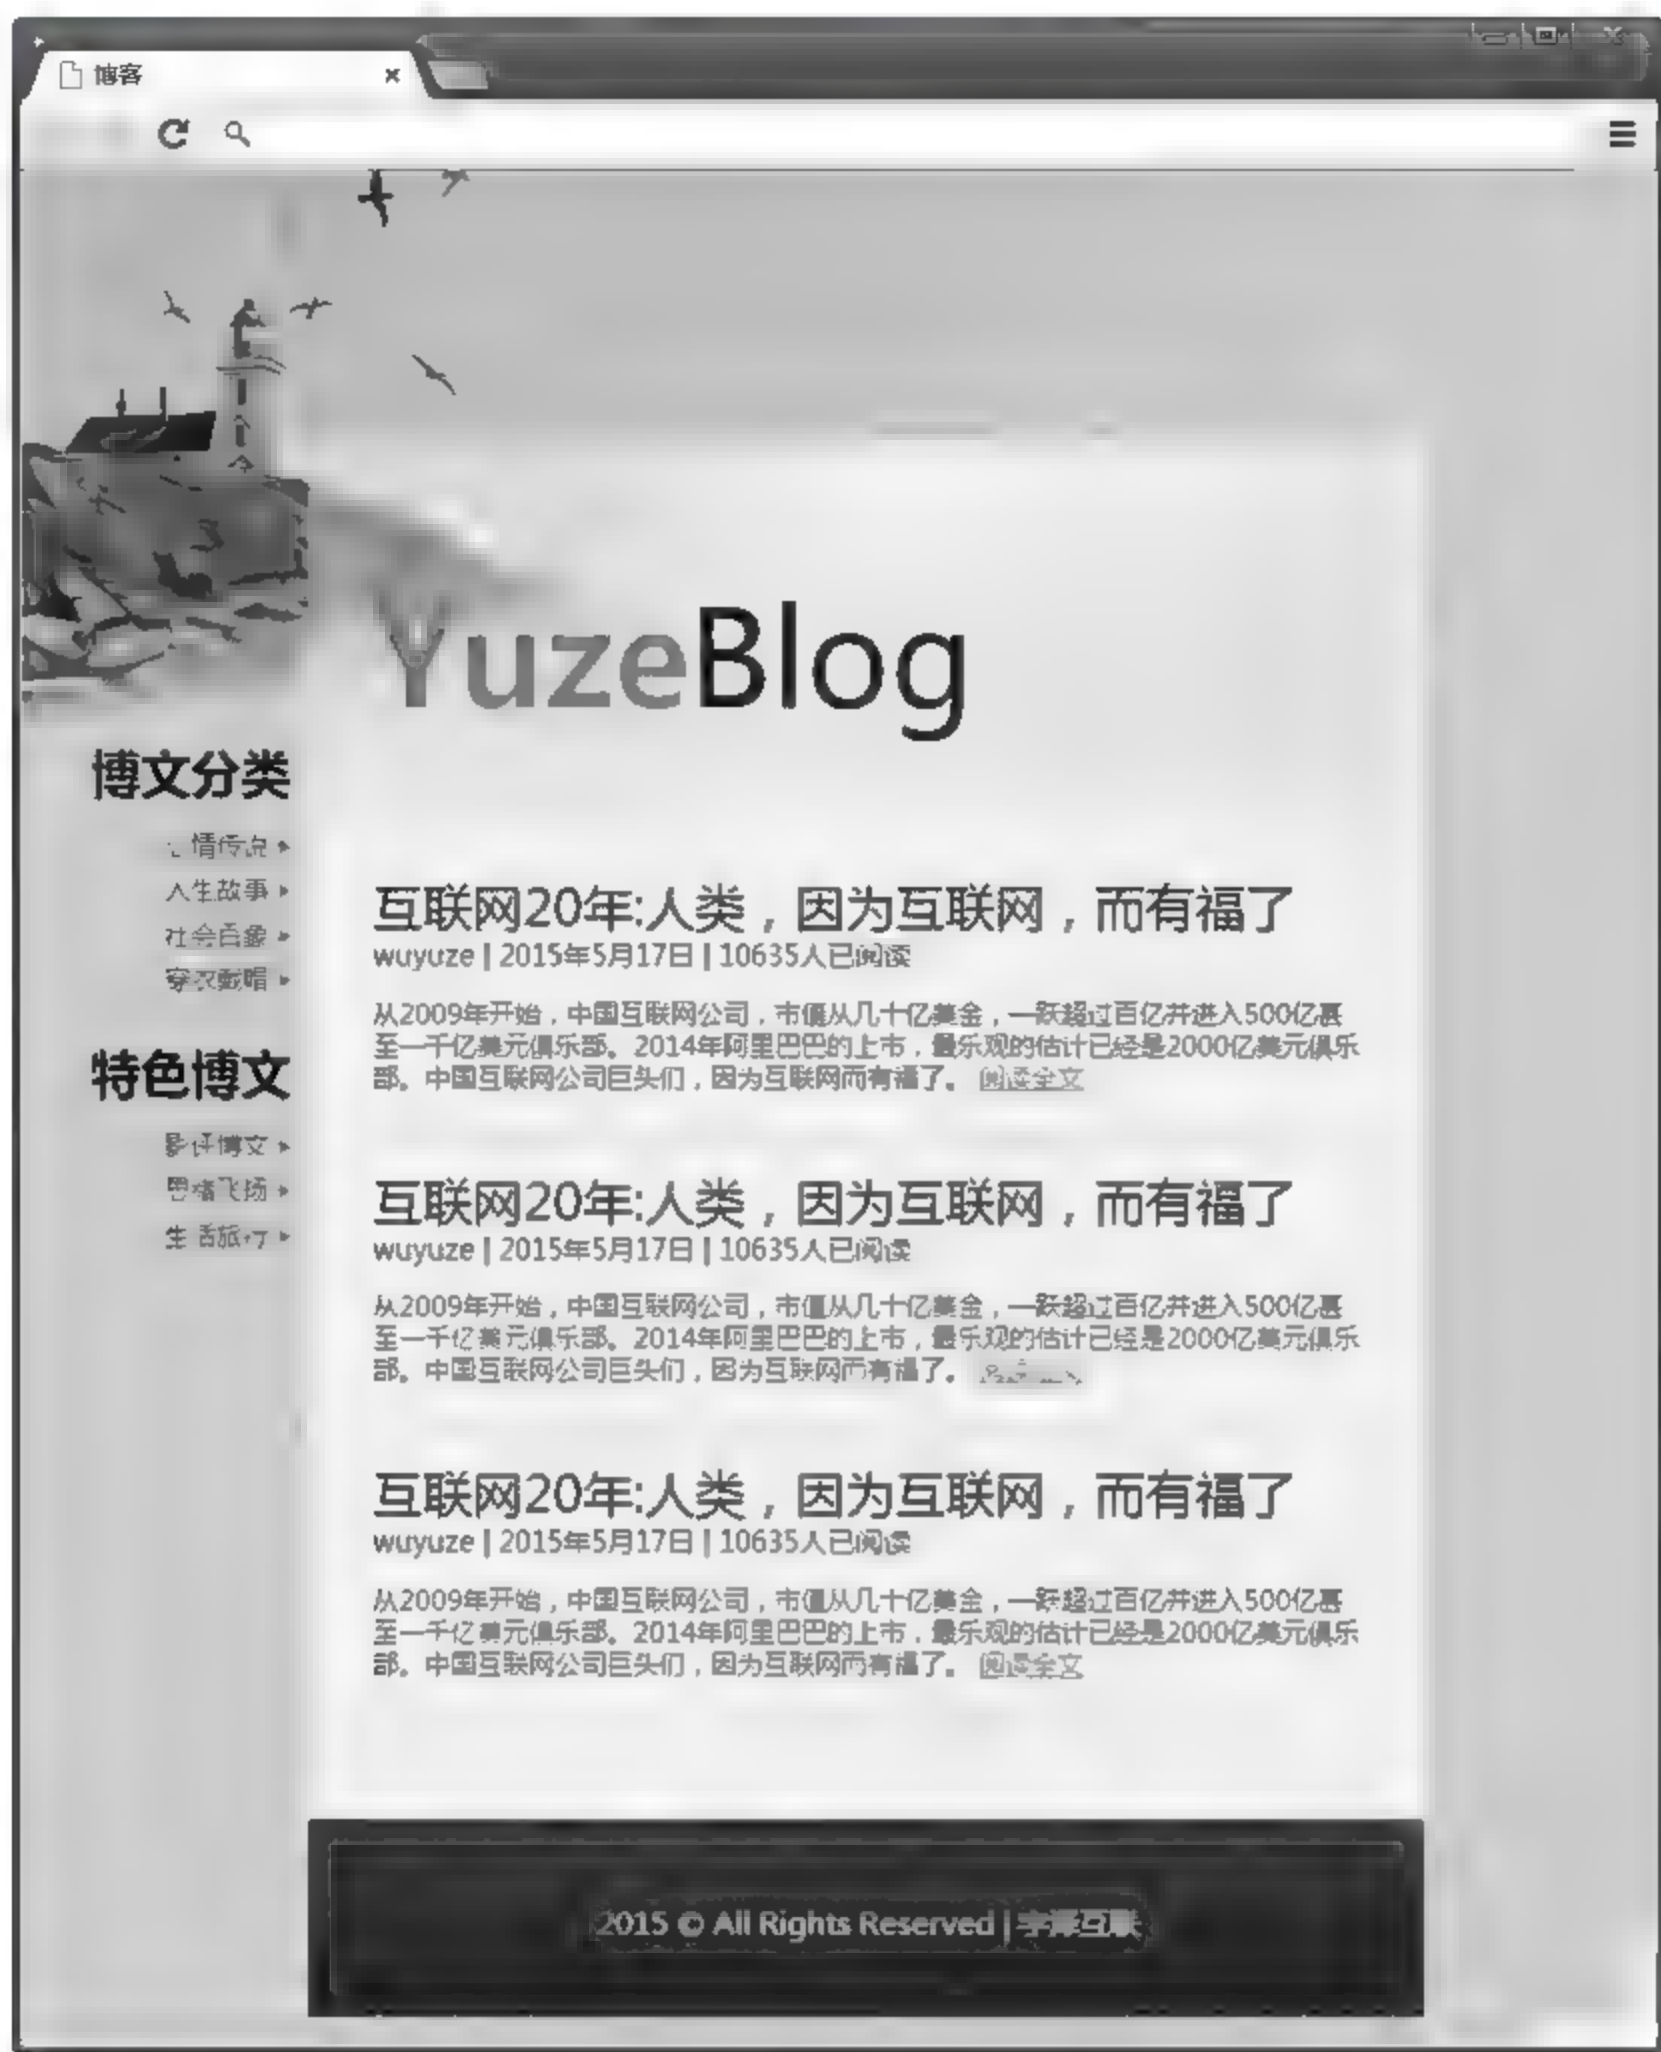 博客
YuzeBlog
博文分类
情传说
人生故事
社会百象
穿衣戴帽
特色博文
影评博文
思绪飞扬
生活旅行
互联网20年:人类，因为互联网，而有福了
wuyuze | 2015年5月17日 | 10635人已阅读
从2009年开始，中国互联网公司，市值从几十亿美金，一跃超过百亿并进入500亿甚
至一千亿美元俱乐部。2014年阿里巴巴的上市，最乐观的估计已经是2000亿美元俱乐
部。中国互联网公司巨头们，因为互联网而有福了。 阅读全文
互联网20年:人类，因为互联网，而有福了
wuyuze | 2015年5月17日 | 10635人已阅读
从2009年开始，中国互联网公司，市值从几十亿美金，一跃超过百亿并进入500亿甚
至一千亿美元俱乐部。2014年阿里巴巴的上市，最乐观的估计已经是2000亿美元俱乐
部。中国互联网公司巨头们，因为互联网而有福了。
互联网20年:人类，因为互联网，而有福了
wuyuze | 2015年5月17日 | 10635人已阅读
从2009年开始，中国互联网公司，市值从几十亿美金，一跃超过百亿并进入500亿甚
至一千亿美元俱乐部。2014年阿里巴巴的上市，最乐观的估计已经是2000亿美元俱乐
部。中国互联网公司巨头们，因为互联网而有福了。 阅读全文
2015 © All Rights Reserved | 宇泽互联